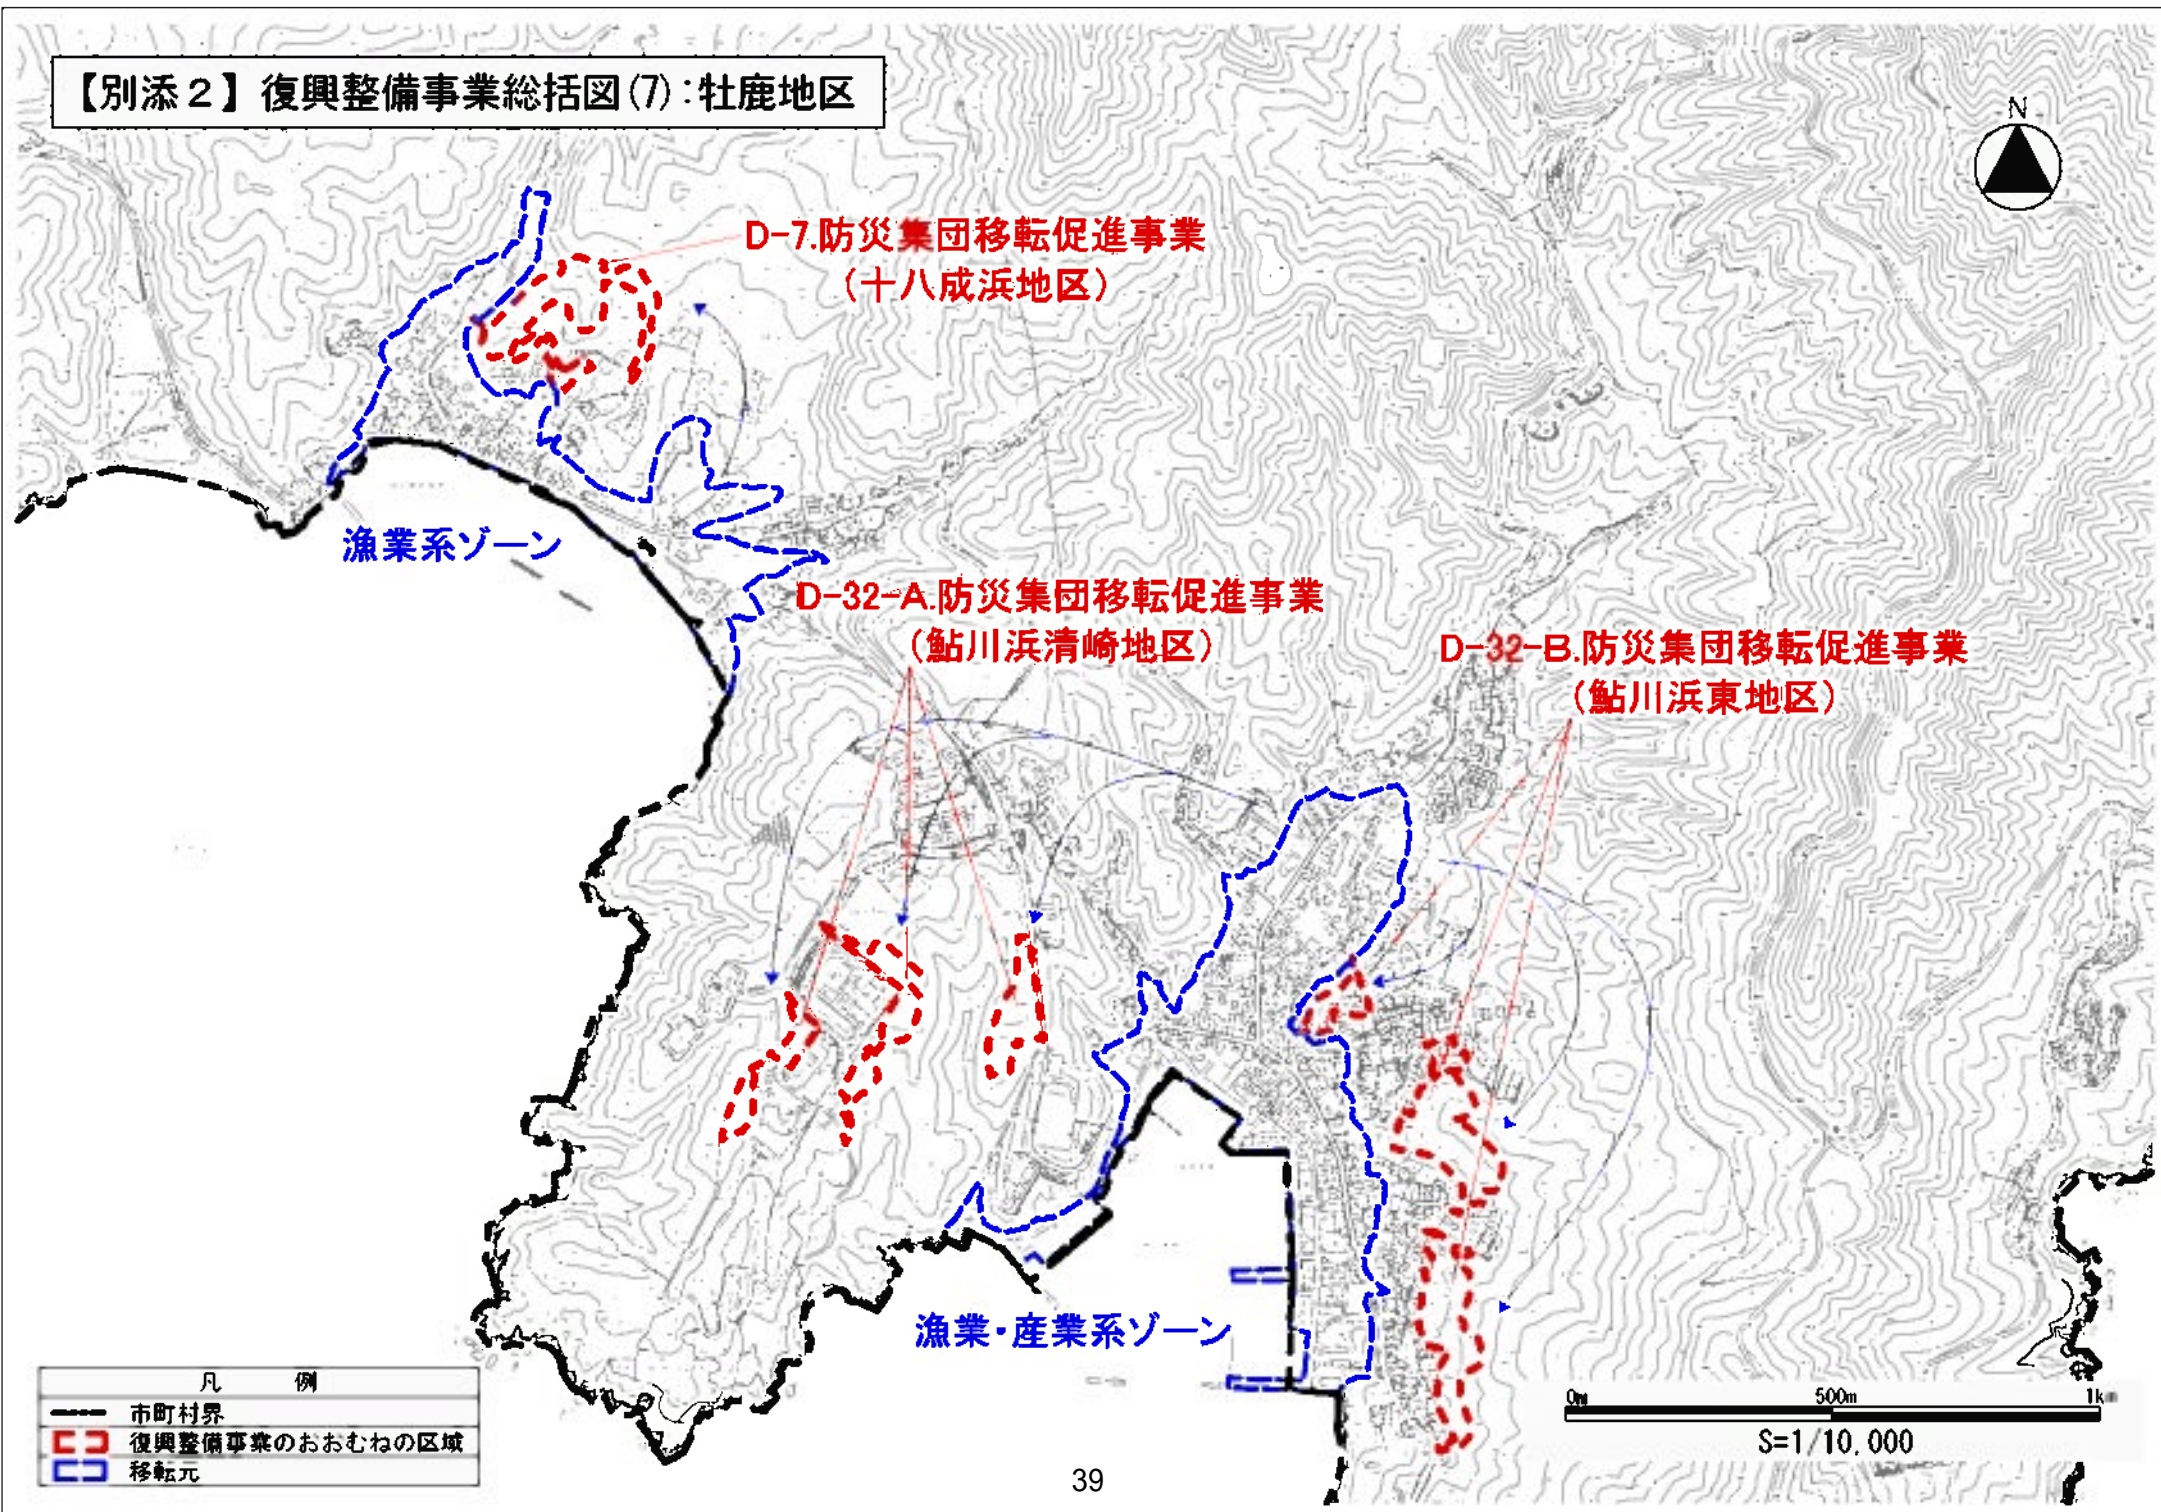 【別添２】復興整備事業総括図(7):牡鹿地区
N
D-7.防災集団移転促進事業
(十八成浜地区)
漁業系ゾーン
D-32-A.防災集団移転促進事業
(鮎川浜清崎地区)
D-32-B.防災集団移転促進事業
(鮎川浜東地区)
漁業・産業系ゾーン
凡 例
市町村界
復興整備事業のおおむねの区域
移転元
0m 500m 1km
S=1/10,000
39